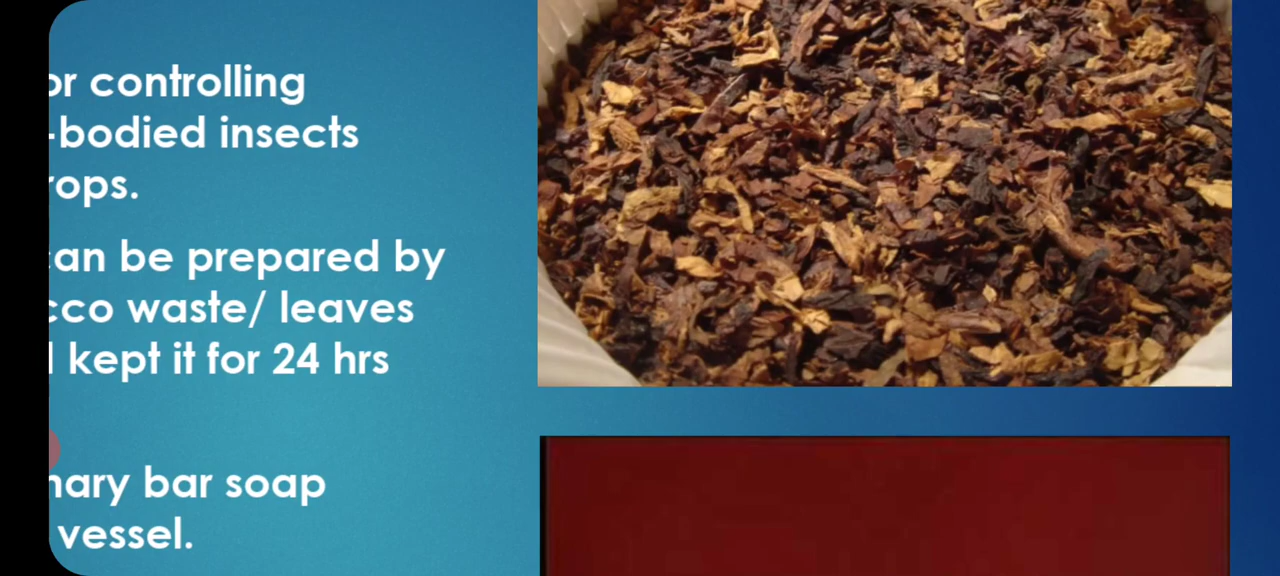 or controlling
-bodied insects
rops.
can be prepared by
cco waste/ leaves
kept it for 24 hrs
nary bar soap
vessel.